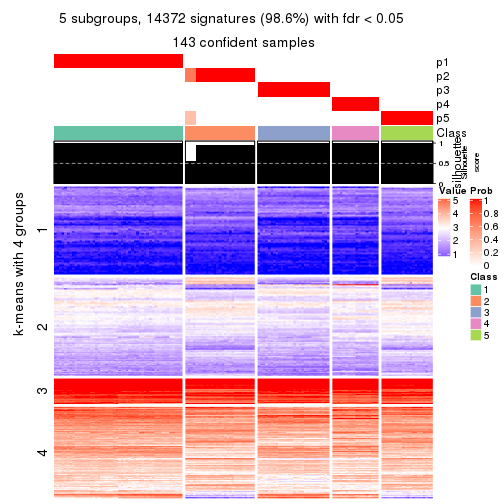 5 subgroups, 14372 signatures (98.6%) with fdr < 0.05
143 confident samples
p1
p2
p3
p4
p5
Class
1
0.5
0
silhouette
Silhouette
score
k-means with 4 groups
1
2
3
4
Value
5
4
3
2
1
Prob
1
0.8
0.6
0.4
0.2
0
Class
1
2
3
4
5